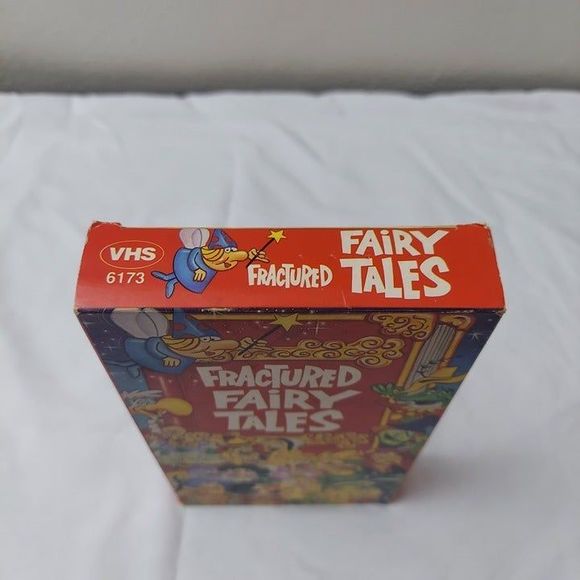 VHS
6173
FRACTURED FAiRY
TALES
FRACTURED
FAiRY
TALES